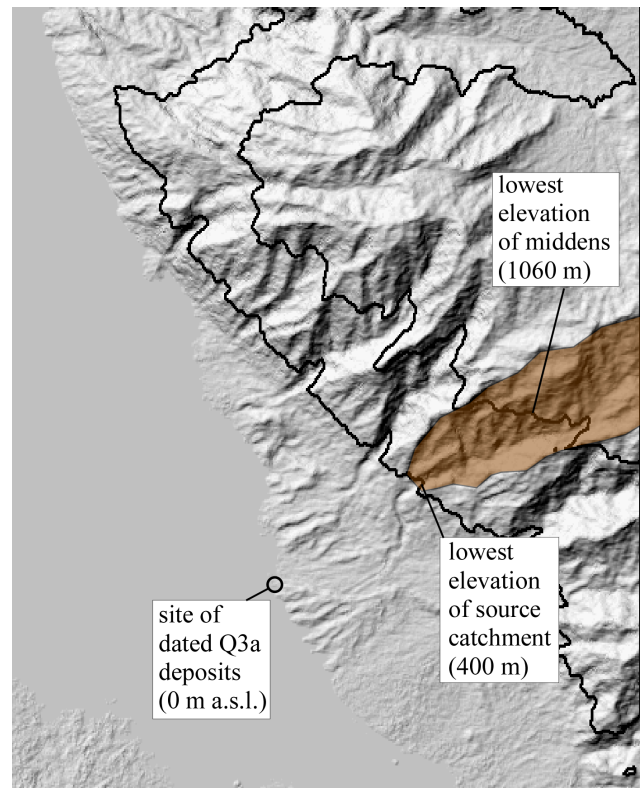 lowest
elevation
of middens
(1060 m)
lowest
elevation
of source
catchment
(400 m)
site of
dated Q3a
deposits
(0 m a.s.l.)